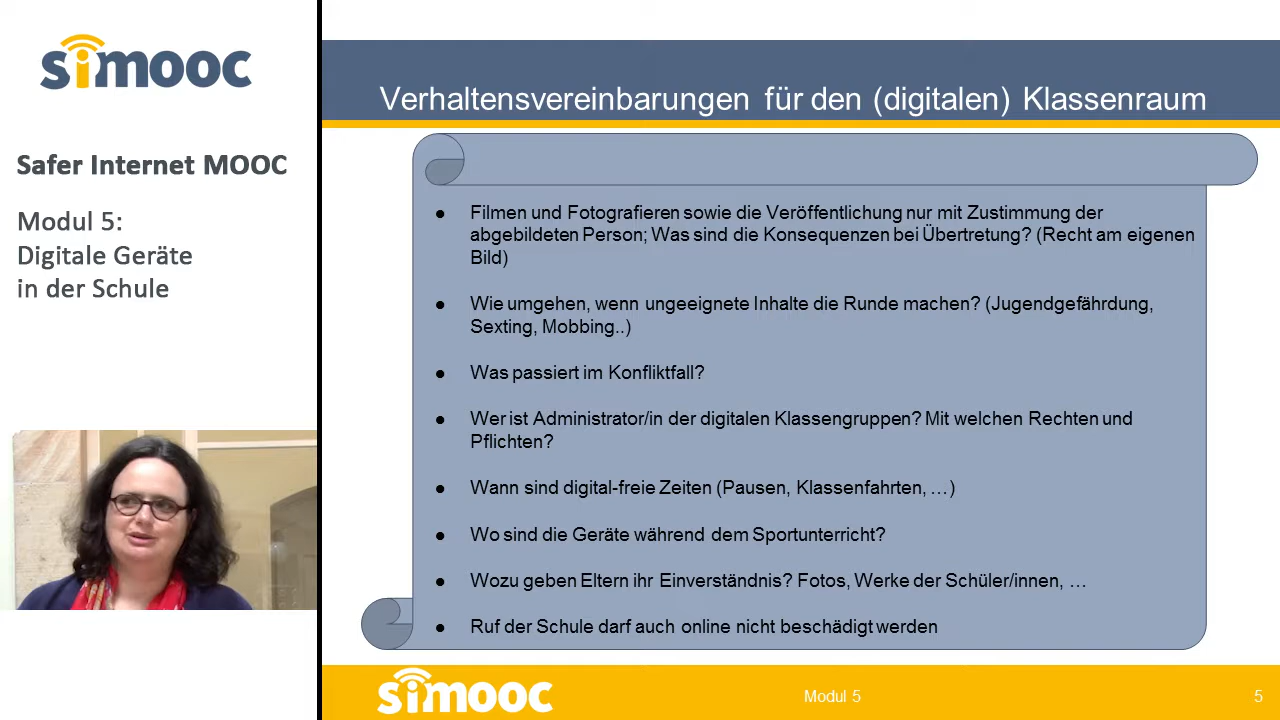 simooc
Safer Internet MOOC
Modul 5:
Digitale Geräte
in der Schule
Verhaltensvereinbarungen für den (digitalen) Klassenraum
● Filmen und Fotografieren sowie die Veröffentlichung nur mit Zustimmung der
abgebildeten Person; Was sind die Konsequenzen bei Übertretung? (Recht am eigenen
Bild)
● Wie umgehen, wenn ungeeignete Inhalte die Runde machen? (Jugendgefährdung,
Sexting, Mobbing..)
● Was passiert im Konfliktfall?
● Wer ist Administrator/in der digitalen Klassengruppen? Mit welchen Rechten und
Pflichten?
● Wann sind digital-freie Zeiten (Pausen, Klassenfahrten, …)
● Wo sind die Geräte während dem Sportunterricht?
● Wozu geben Eltern ihr Einverständnis? Fotos, Werke der Schüler/innen, …
● Ruf der Schule darf auch online nicht beschädigt werden
simooc
Modul 5
5